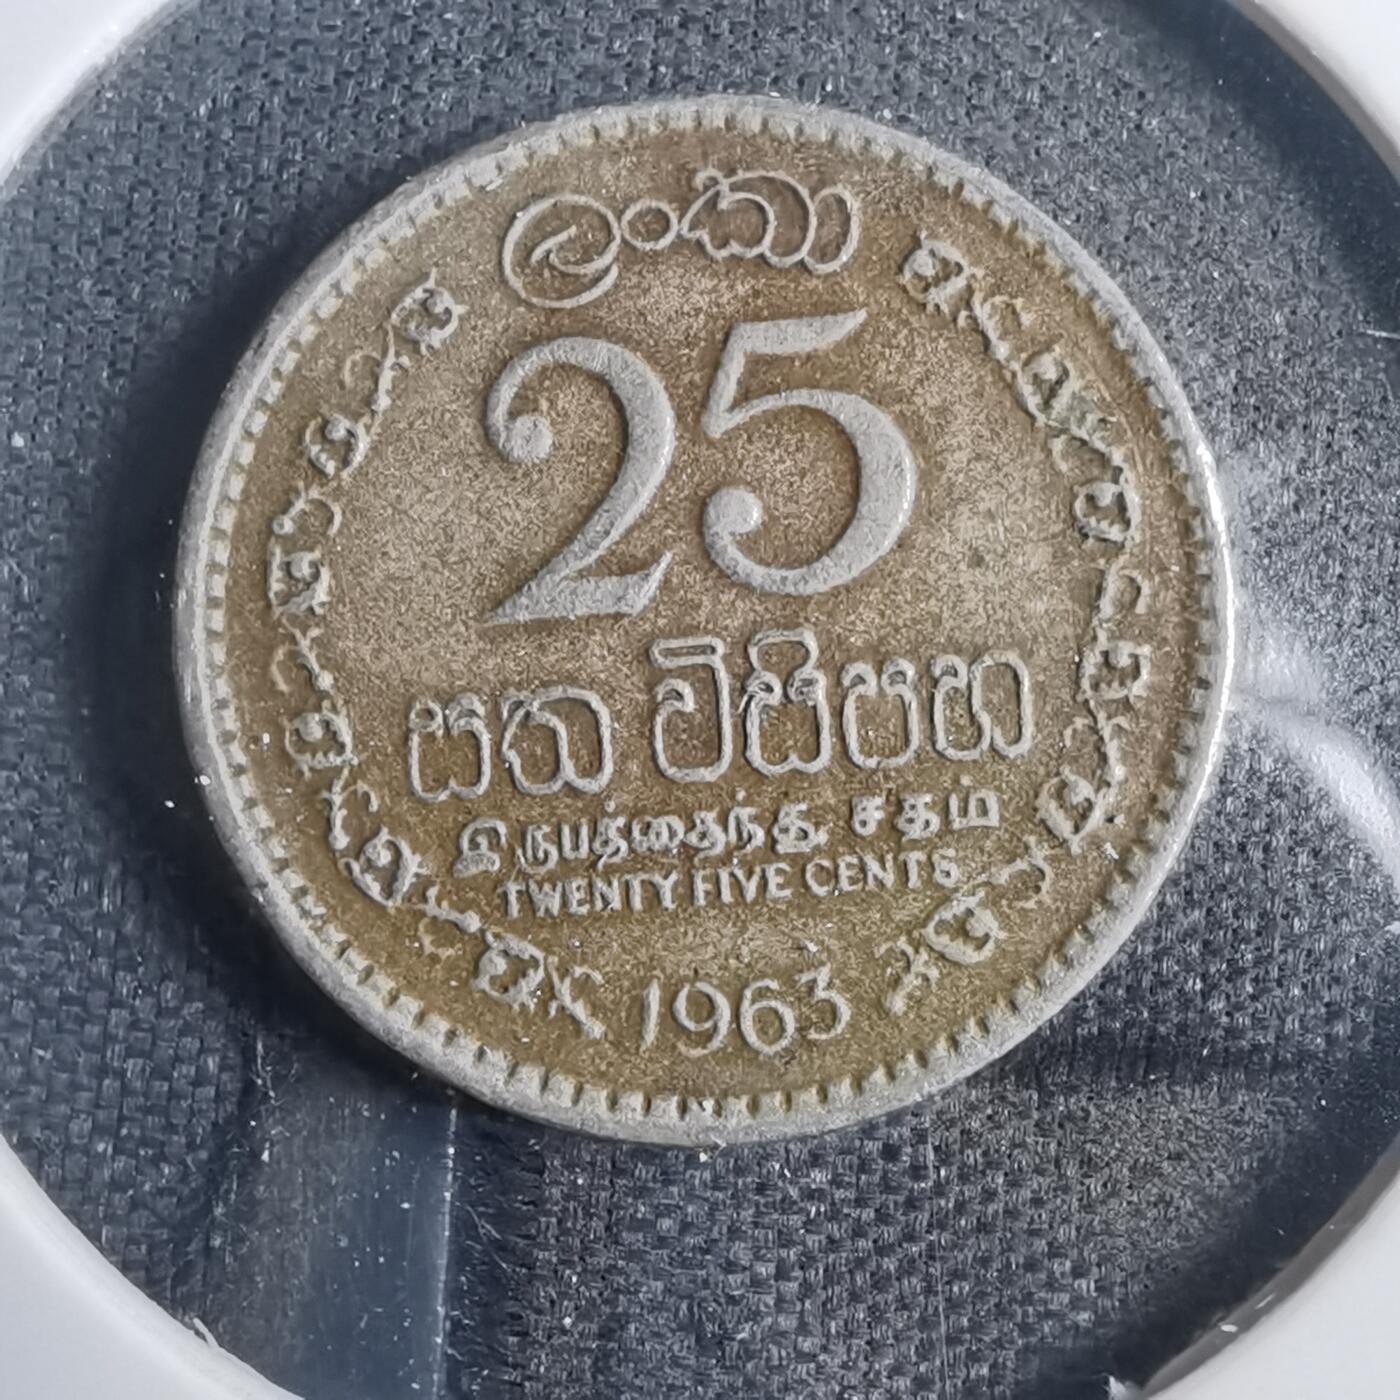 ලංකා
25
සත විසිපහ
இருபத்தைந்து சதம்
TWENTY FIVE CENTS
1963